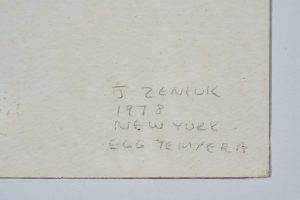 J ZENIUK
1978
NEW YORK
EGG TEMPERA